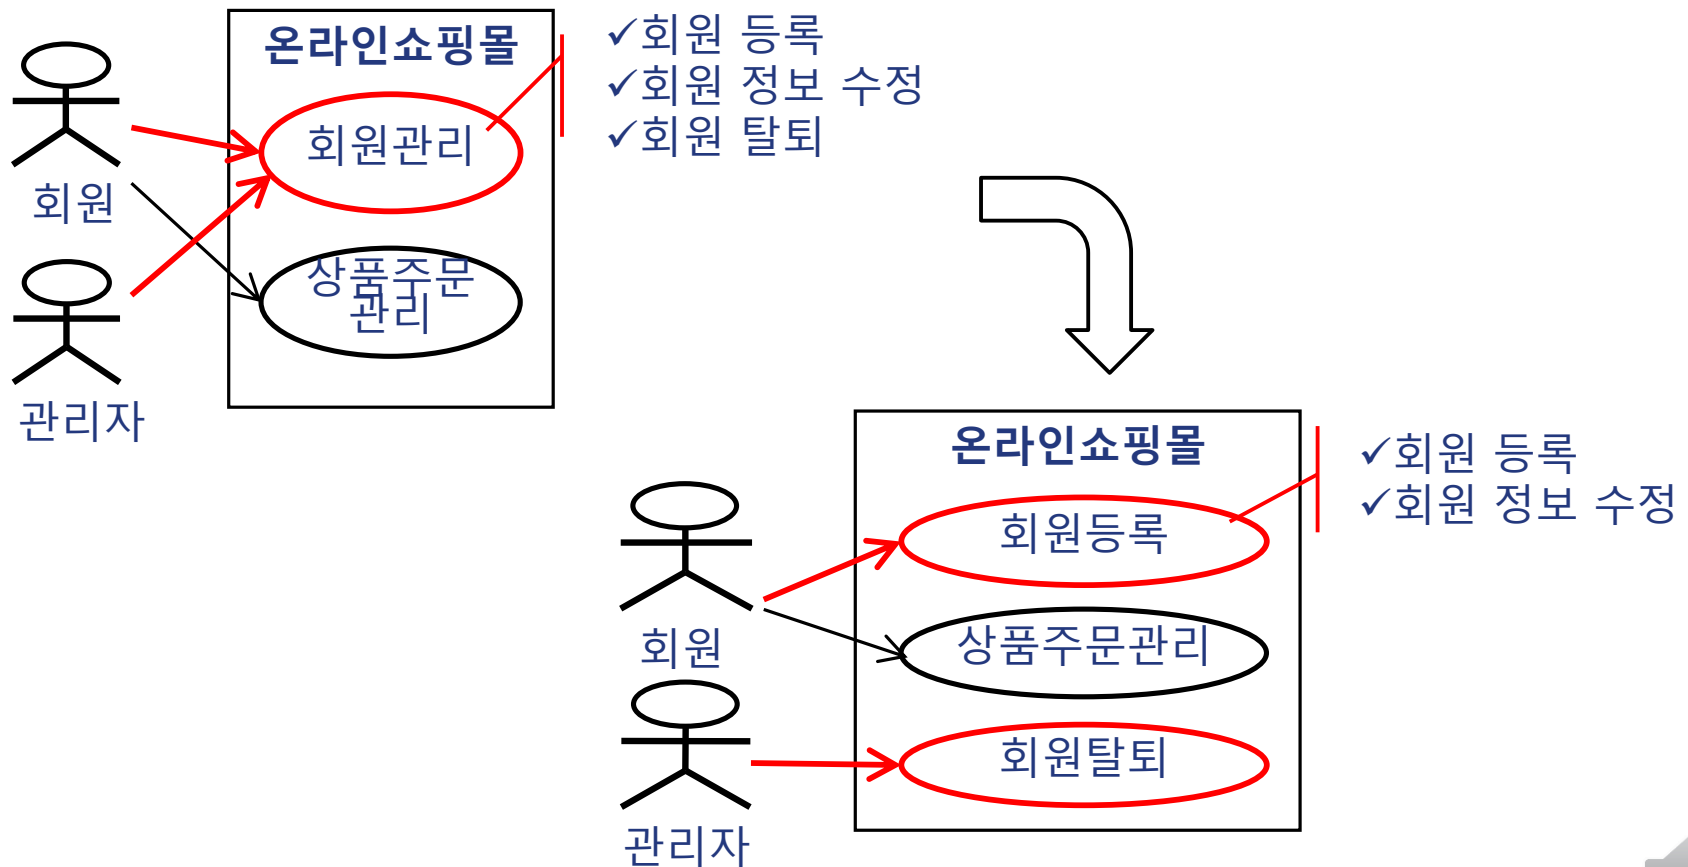 온라인쇼핑몰
✓회원 등록
✓회원 정보 수정
✓회원 탈퇴
회원관리
회원
상품주문
관리
관리자
온라인쇼핑몰
✓회원 등록
✓회원 정보 수정
회원등록
회원
상품주문관리
회원탈퇴
관리자